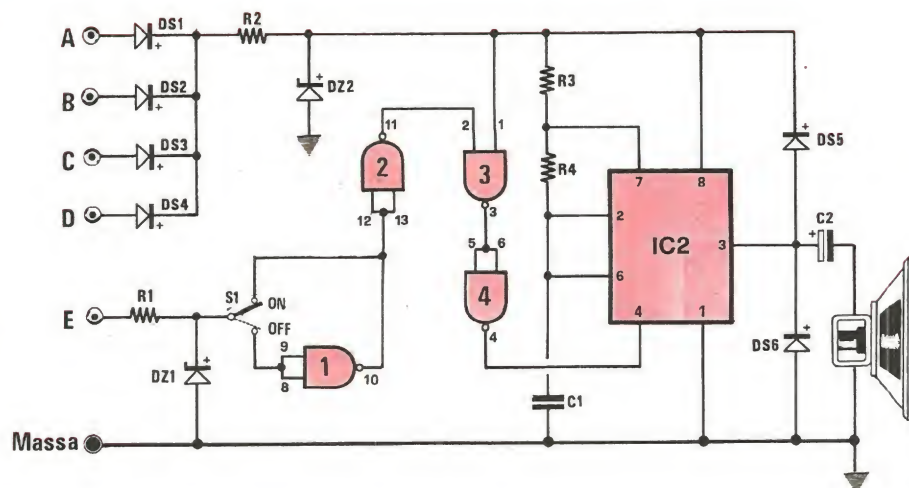 A
DS1
R2
DS2
B
DS3
C
DS4
D
DZ2
11
2
1
2
12
13
3
3
5
6
4
4
R3
R4
7
8
2
6
IC2
3
4
1
DS5
C2
+
DS6
C1
E
R1
S1
ON
OFF
DZ1
9
8
1
10
Massa